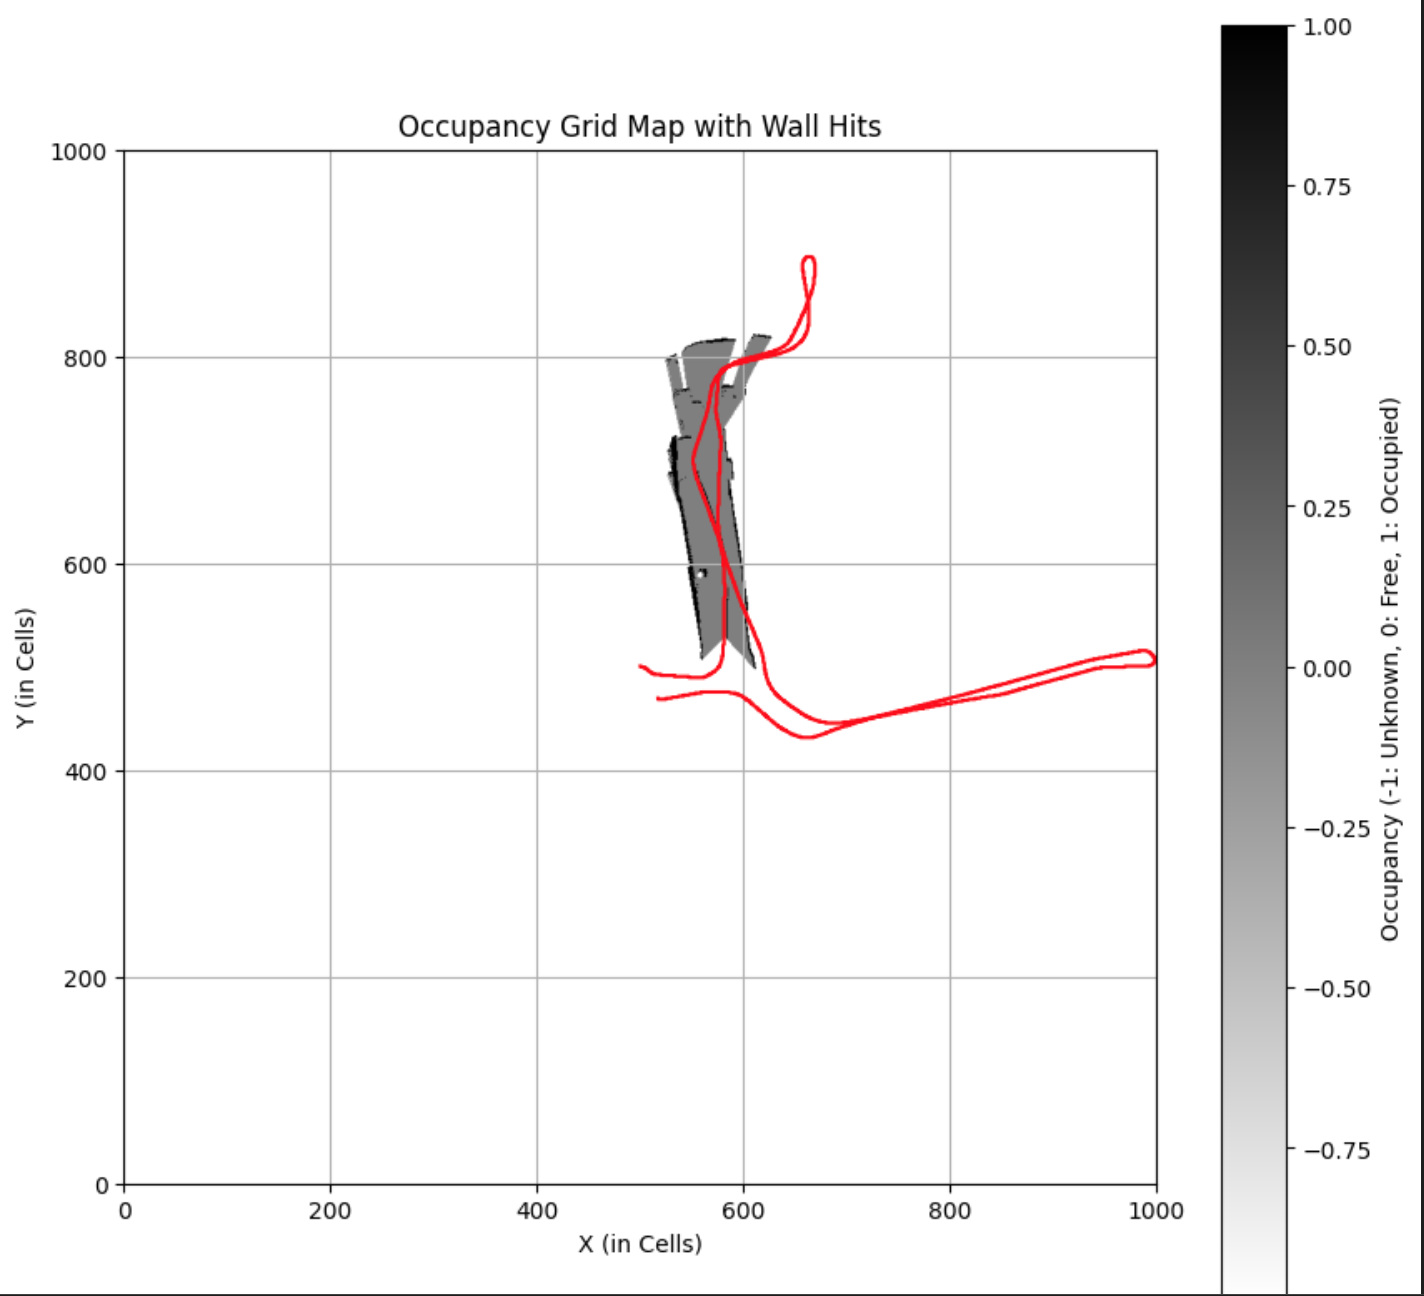 Occupancy Grid Map with Wall Hits
1000
800
600
400
200
0
Y (in Cells)
0 200 400 600 800 1000
X (in Cells)
1.00
0.75
0.50
0.25
0.00
−0.25
−0.50
−0.75
Occupancy (-1: Unknown, 0: Free, 1: Occupied)